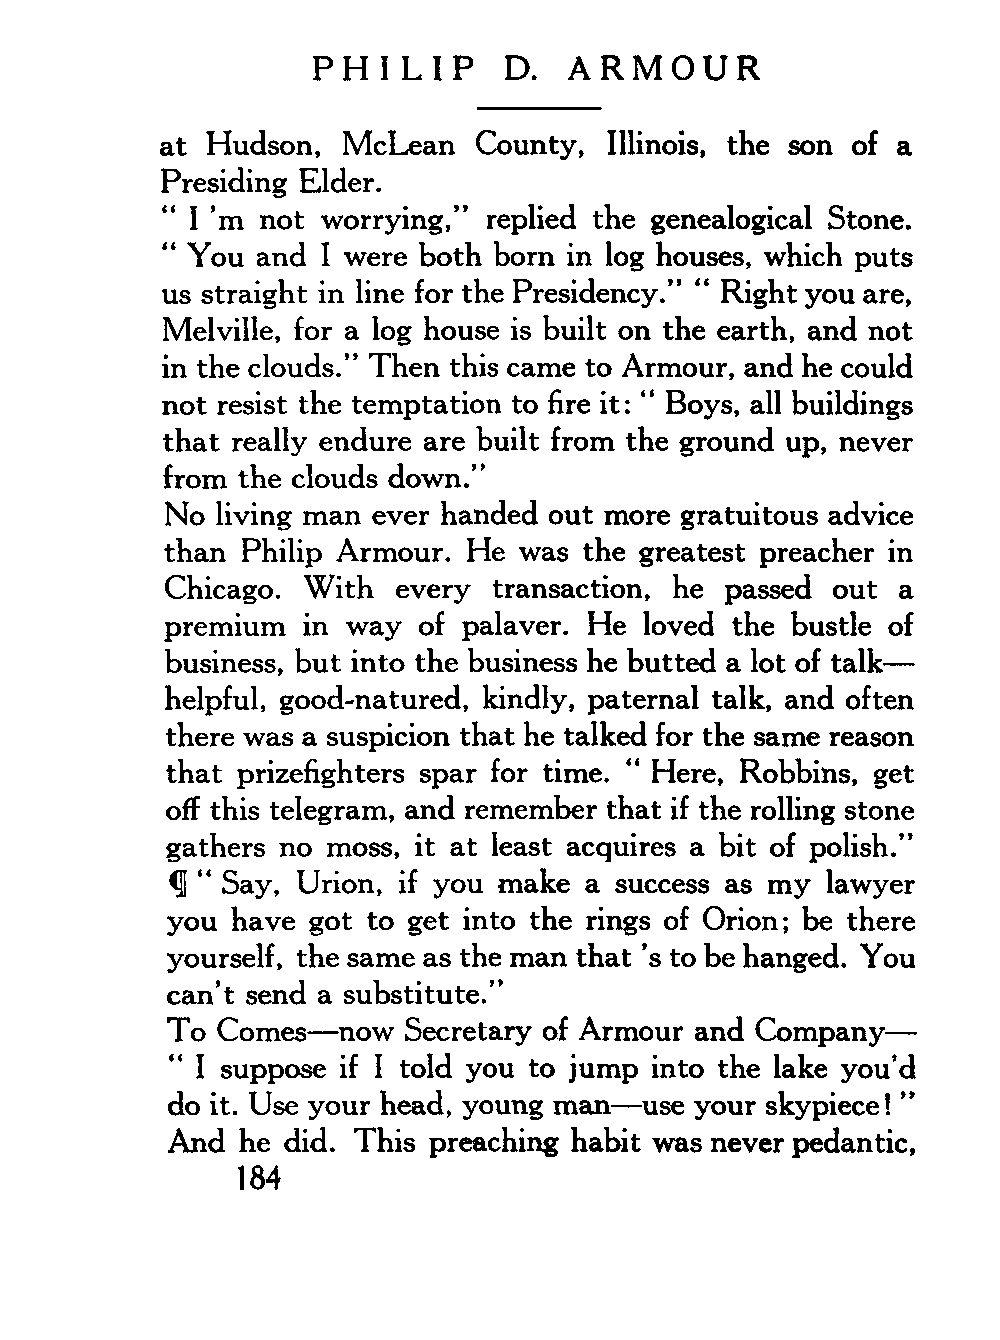 PHILIP D. ARMOUR
at Hudson, McLean County, Illinois, the son of a
Presiding Elder.
“ I 'm not worrying,” replied the genealogical Stone.
“ You and I were both born in log houses, which puts
us straight in line for the Presidency.” “ Right you are,
Melville, for a log house is built on the earth, and not
in the clouds.” Then this came to Armour, and he could
not resist the temptation to fire it: “ Boys, all buildings
that really endure are built from the ground up, never
from the clouds down.”
No living man ever handed out more gratuitous advice
than Philip Armour. He was the greatest preacher in
Chicago. With every transaction, he passed out a
premium in way of palaver. He loved the bustle of
business, but into the business he butted a lot of talk—
helpful, good-natured, kindly, paternal talk, and often
there was a suspicion that he talked for the same reason
that prizefighters spar for time. “ Here, Robbins, get
off this telegram, and remember that if the rolling stone
gathers no moss, it at least acquires a bit of polish.”
¶ “ Say, Urion, if you make a success as my lawyer
you have got to get into the rings of Orion; be there
yourself, the same as the man that 's to be hanged. You
can't send a substitute.”
To Comes—now Secretary of Armour and Company—
“ I suppose if I told you to jump into the lake you'd
do it. Use your head, young man—use your skypiece! ”
And he did. This preaching habit was never pedantic,
184